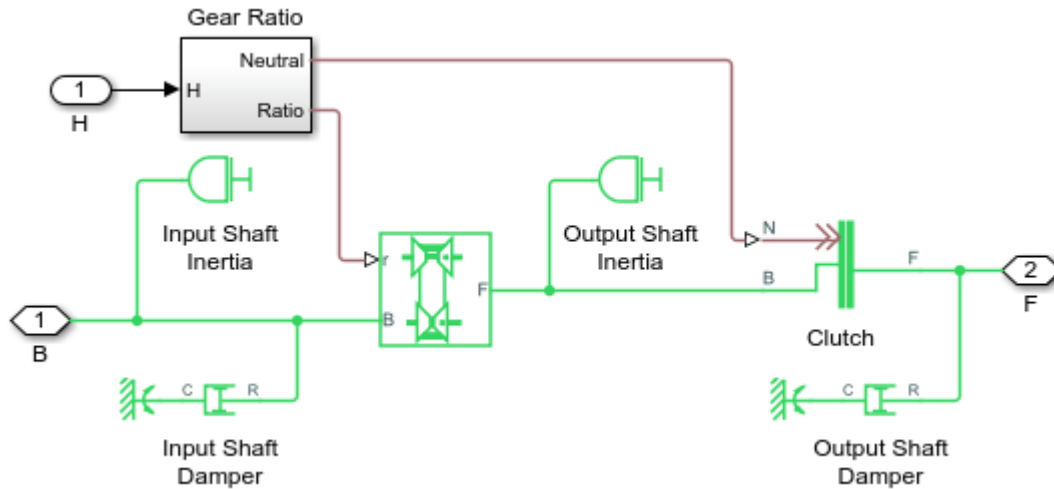 Gear Ratio
Neutral
1
H
Ratio
H
N
Input Shaft
Inertia
Output Shaft
Inertia
r
F
B
F
2
F
1
B
B
Clutch
C
R
C
R
Input Shaft
Damper
Output Shaft
Damper